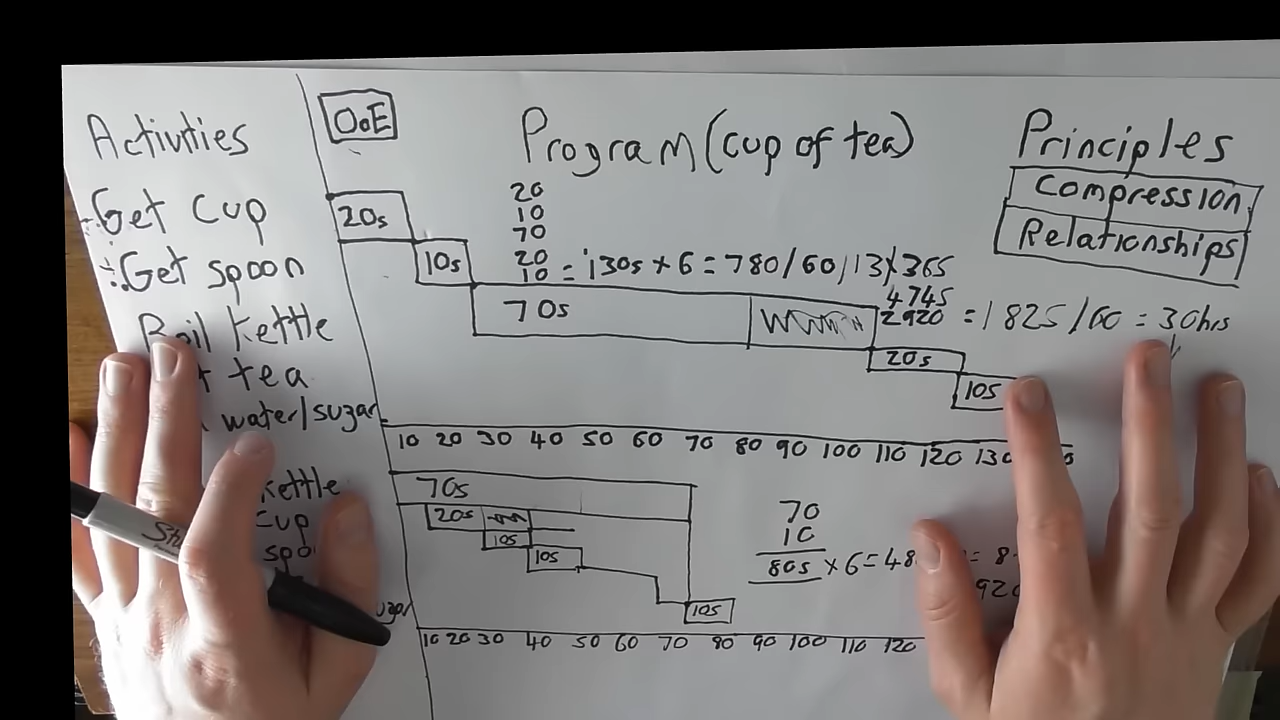 Activities
OoE
Program (cup of tea)
Principles
Compression
Relationships
Get Cup
Get spoon
Kettle
tea
water/sugar
Kettle
Cup
20s
10s
70s
20s
10s
20
10
70
20
10 = 130s x 6 = 780/60/13 x 365
4745
2920 = 1825/60 = 30hrs
10 20 30 40 50 60 70 80 90 100 110 120
70s
20s
10s
10s
10s
70
10
80s x 6 = 48
= 8
920
10 20 30 40 50 60 70 80 90 100 110 120